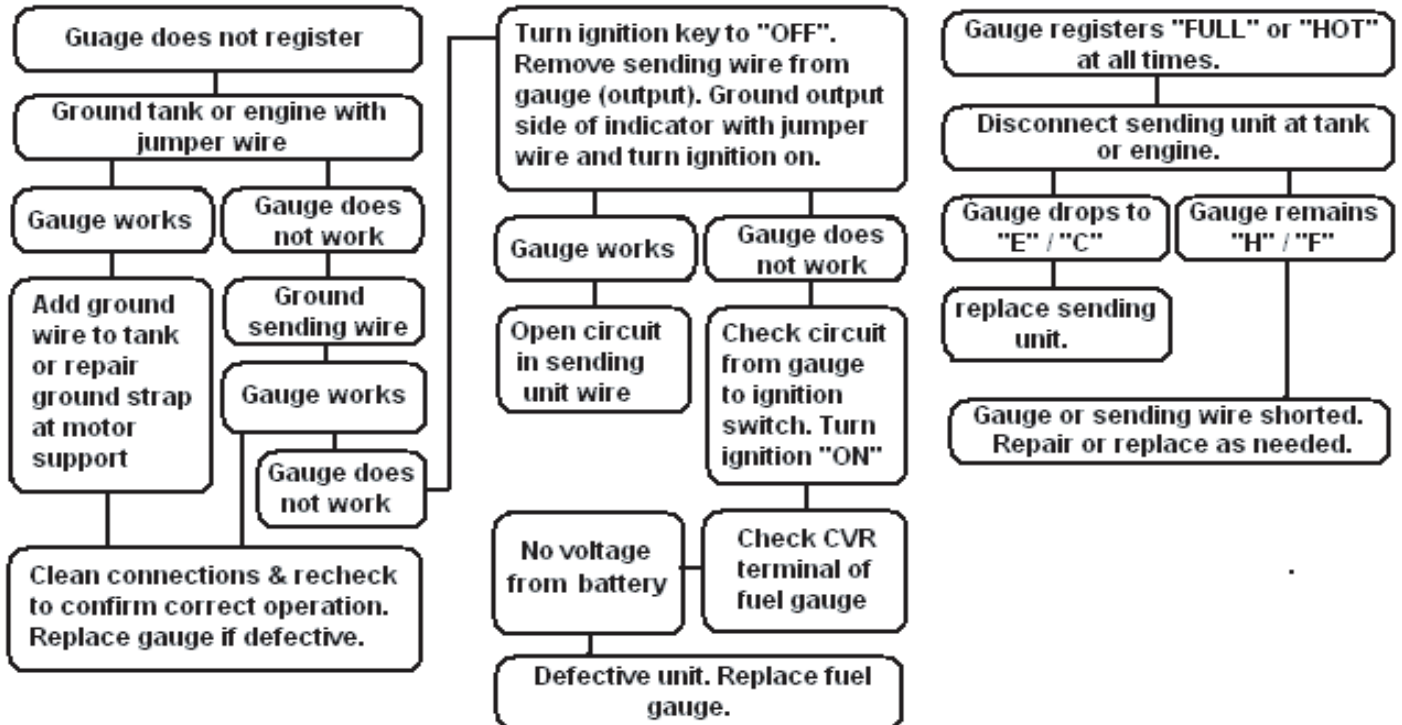 Guage does not register
Ground tank or engine with
jumper wire
Gauge works
Gauge does
not work
Add ground
wire to tank
or repair
ground strap
at motor
support
Ground
sending wire
Gauge works
Gauge does
not work
Clean connections & recheck
to confirm correct operation.
Replace gauge if defective.
Turn ignition key to "OFF".
Remove sending wire from
gauge (output). Ground output
side of indicator with jumper
wire and turn ignition on.
Gauge works
Gauge does
not work
Open circuit
in sending
unit wire
Check circuit
from gauge
to ignition
switch. Turn
ignition "ON"
No voltage
from battery
Check CVR
terminal of
fuel gauge
Defective unit. Replace fuel
gauge.
Gauge registers "FULL" or "HOT"
at all times.
Disconnect sending unit at tank
or engine.
Gauge drops to
"E" / "C"
Gauge remains
"H" / "F"
replace sending
unit.
Gauge or sending wire shorted.
Repair or replace as needed.